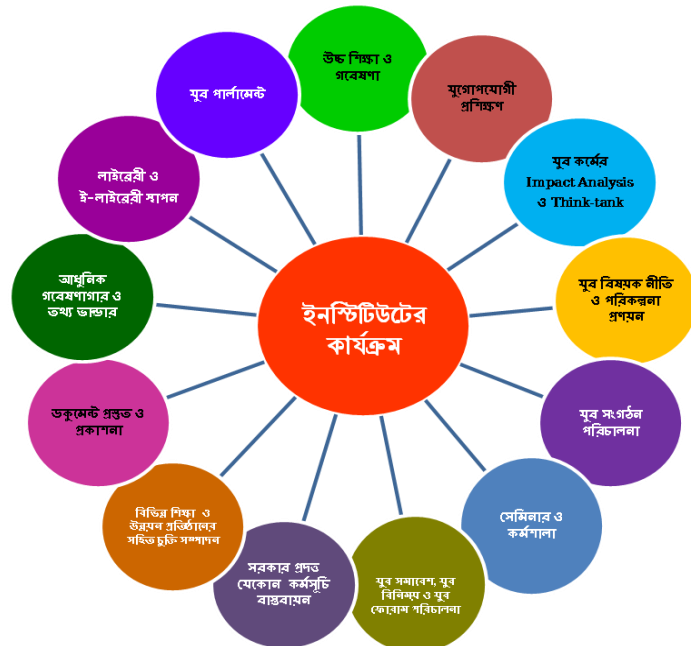 উচ্চ শিক্ষা ও
গবেষণা
যুগোপযোগী
প্রশিক্ষণ
যুব কর্মের
Impact Analysis
ও Think-tank
যুব বিষয়ক নীতি
ও পরিকল্পনা
প্রণয়ন
যুব সংগঠন
পরিচালনা
সেমিনার ও
কর্মশালা
যুব সমাবেশ, যুব
বিনিময় ও যুব
ফোরাম পরিচালনা
সরকার প্রদত্ত
যেকোন কর্মসূচি
বাস্তবায়ন
বিভিন্ন শিক্ষা ও
উন্নয়ন প্রতিষ্ঠানের
সহিত চুক্তি সম্পাদন
ডকুমেন্ট প্রস্তুত ও
প্রকাশনা
আধুনিক
গবেষণাগার ও
তথ্য ভান্ডার
লাইব্রেরী ও
ই-লাইব্রেরী স্থাপন
যুব পার্লামেন্ট
ইনস্টিটিউটের
কার্যক্রম